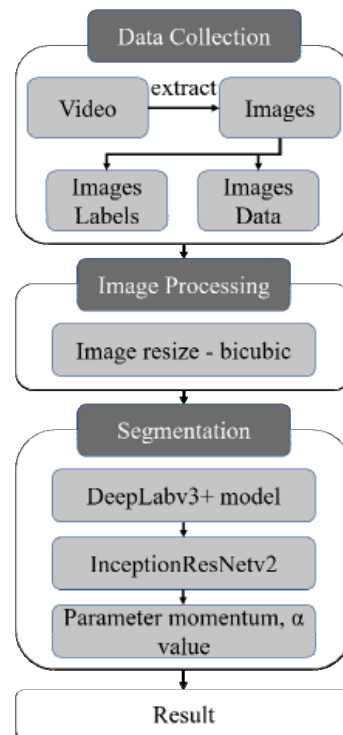 Data Collection
extract
Video
Images
Images
Labels
Images
Data
Image Processing
Image resize - bicubic
Segmentation
DeepLabv3+ model
InceptionResNetv2
Parameter momentum, α
value
Result